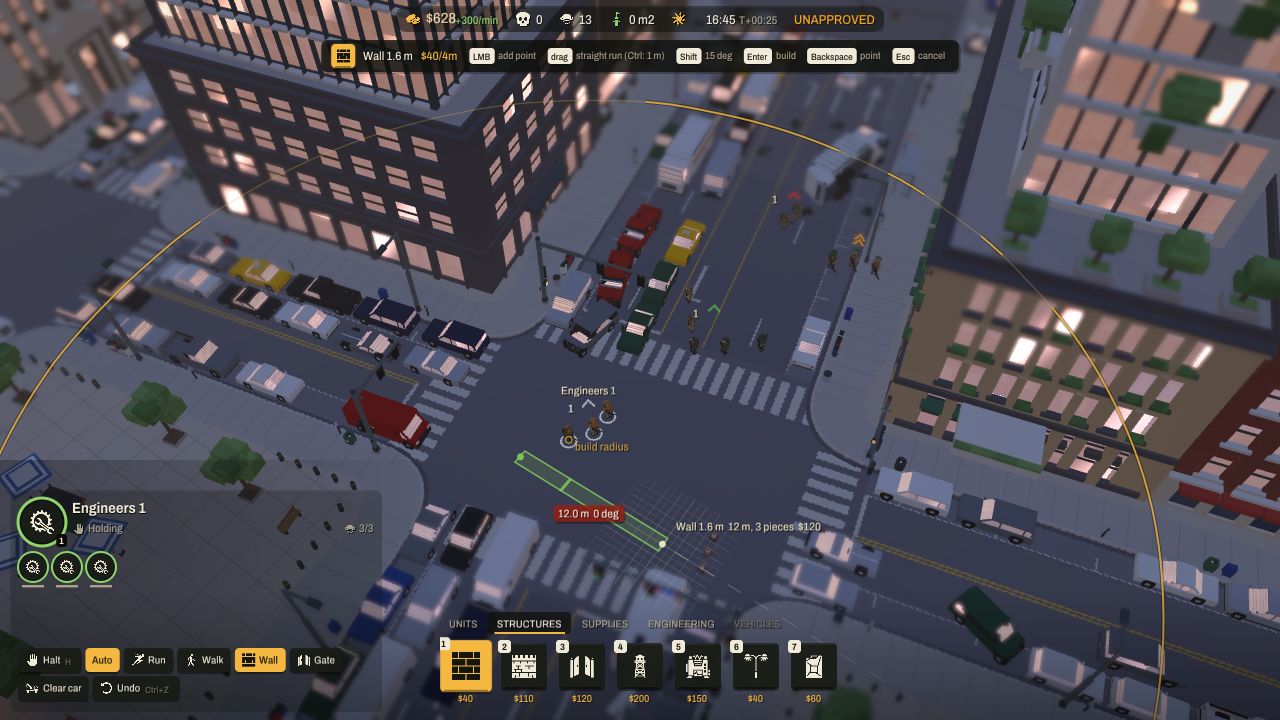 $628 +300/min 0 13 0 m2 16:45 T+00:25 UNAPPROVED
Wall 1.6 m $40/4m LMB add point drag straight run (Ctrl: 1 m) Shift 15 deg Enter build Backspace point Esc cancel
1
1
Engineers 1
1
build radius
12.0 m 0 deg
Wall 1.6 m 12 m, 3 pieces $120
Engineers 1
Holding 3/3
1
UNITS STRUCTURES SUPPLIES ENGINEERING VEHICLES
1 2 3 4 5 6 7
Halt H Auto Run Walk Wall Gate
Clear car Undo Ctrl+Z
$40 $110 $120 $200 $150 $40 $60